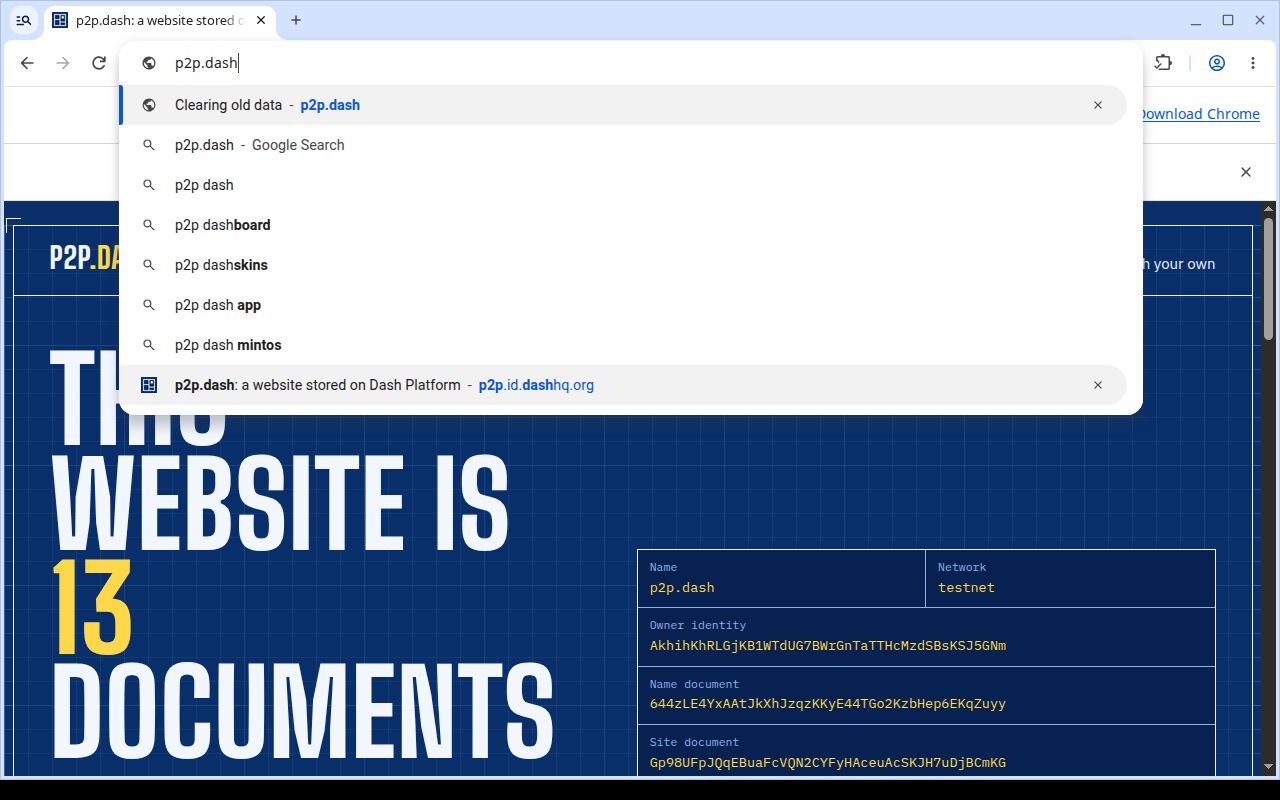 p2p.dash: a website stored o
p2p.dash
Clearing old data - p2p.dash
Download Chrome
p2p.dash - Google Search
p2p dash
p2p dashboard
p2p dashskins
p2p dash app
p2p dash mintos
p2p.dash: a website stored on Dash Platform - p2p.id.dashhq.org
P2P.DA
your own
THIS
WEBSITE IS
13
DOCUMENTS
Name
p2p.dash
Network
testnet
Owner identity
AkhihKhRLGjKB1WTdUG7BWrGnTaTTHcMzdSBsKSJ5GNm
Name document
644zLE4YxAAtJkXhJzqzKKyE44TGo2KzbHep6EKqZuyy
Site document
Gp98UFpJQqEBuaFcVQN2CYFyHAceuAcSKJH7uDjBCmKG